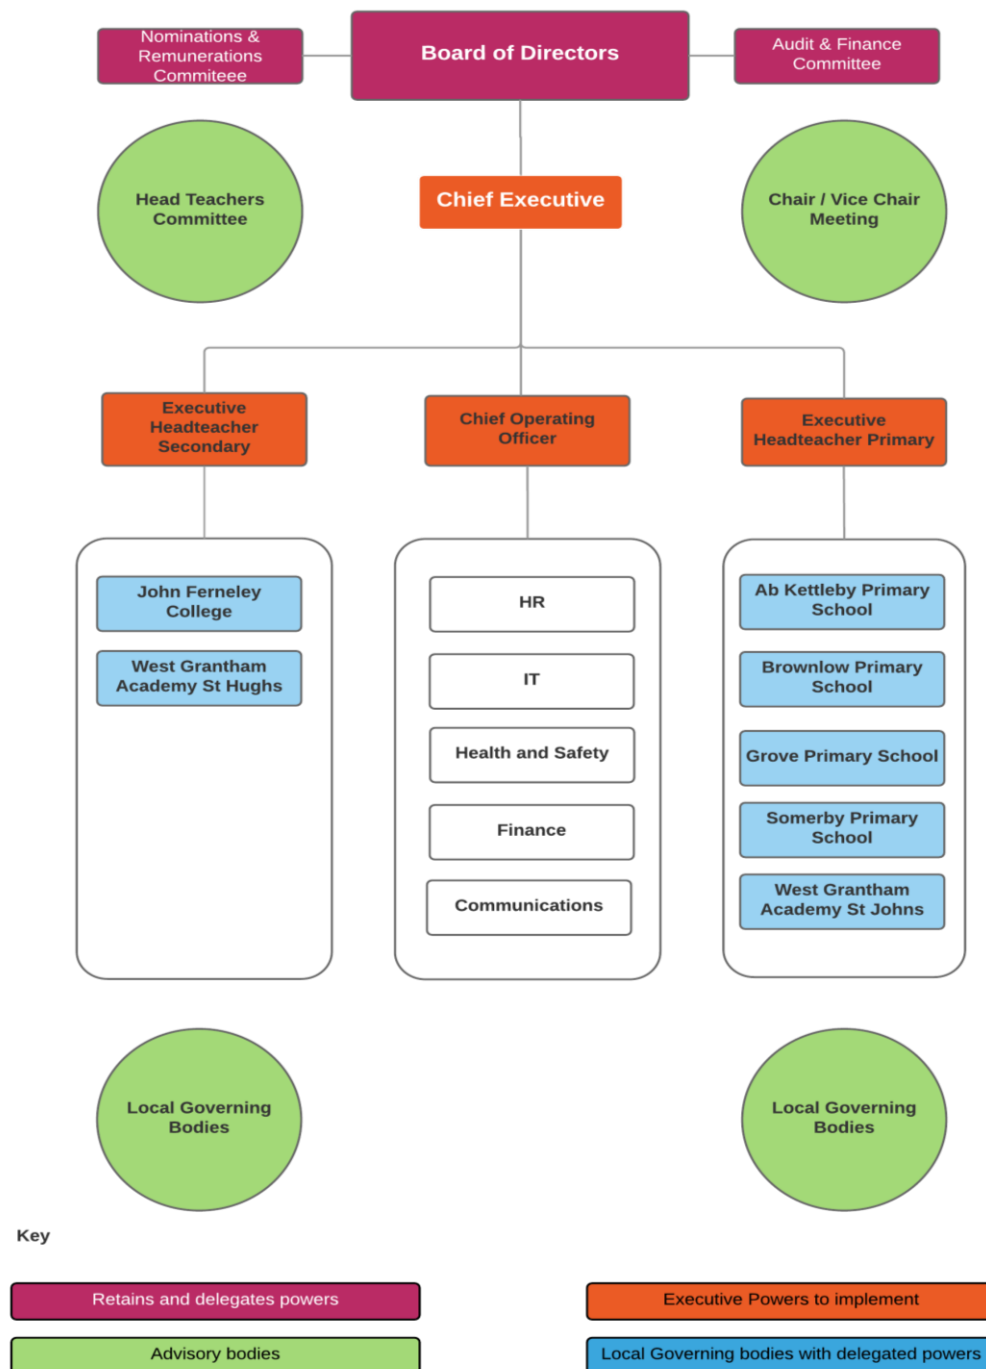 Nominations &
Remunerations
Commiteee
Board of Directors
Audit & Finance
Committee
Head Teachers
Committee
Chief Executive
Chair / Vice Chair
Meeting
Executive
Headteacher
Secondary
Chief Operating
Officer
Executive
Headteacher Primary
John Ferneley
College
West Grantham
Academy St Hughs
HR
IT
Health and Safety
Finance
Communications
Ab Kettleby Primary
School
Brownlow Primary
School
Grove Primary School
Somerby Primary
School
West Grantham
Academy St Johns
Local Governing
Bodies
Local Governing
Bodies
Key
Retains and delegates powers
Executive Powers to implement
Advisory bodies
Local Governing bodies with delegated powers